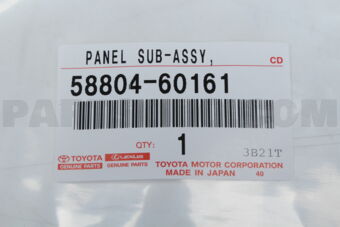 PANEL SUB-ASSY,
CD
58804-60161
QTY:
1
3B21T
TOYOTA
GENUINE PARTS
LEXUS
GENUINE PARTS
TOYOTA MOTOR CORPORATION
MADE IN JAPAN 40